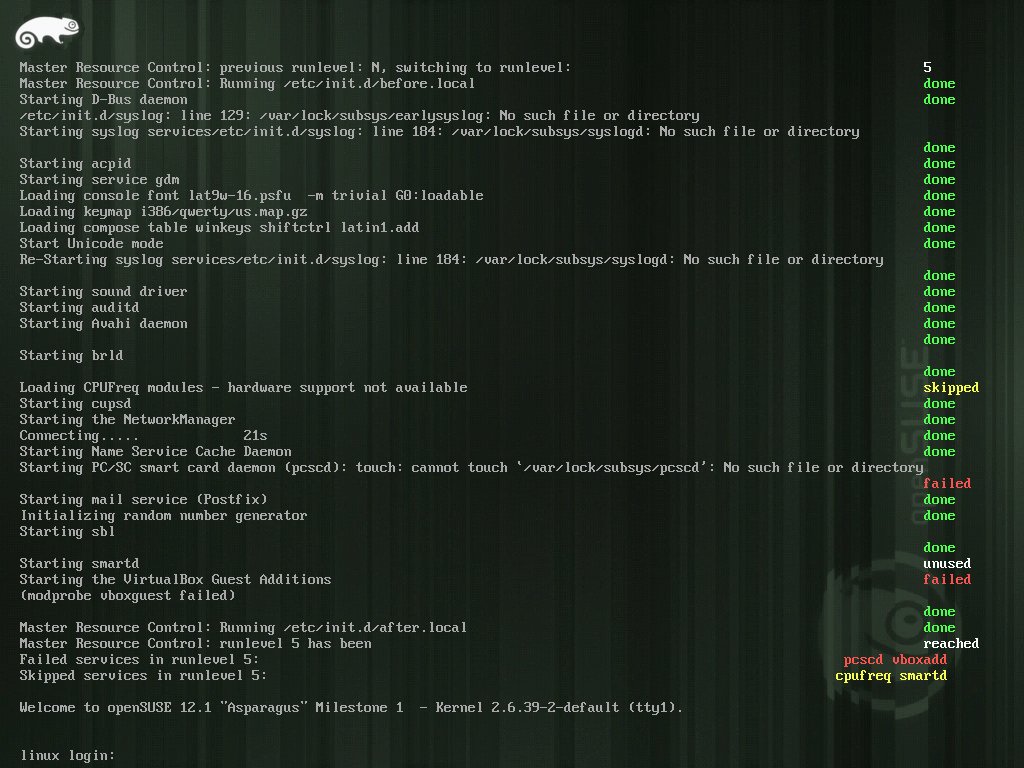 Master Resource Control: previous runlevel: N, switching to runlevel: 5
Master Resource Control: Running /etc/init.d/before.local done
Starting D-Bus daemon done
/etc/init.d/syslog: line 129: /var/lock/subsys/earlysyslog: No such file or directory
Starting syslog services/etc/init.d/syslog: line 184: /var/lock/subsys/syslogd: No such file or directory
done
Starting acpid done
Starting service gdm done
Loading console font lat9w-16.psfu  -m trivial G0:loadable done
Loading keymap i386/qwerty/us.map.gz done
Loading compose table winkeys shiftctrl latin1.add done
Start Unicode mode done
Re-Starting syslog services/etc/init.d/syslog: line 184: /var/lock/subsys/syslogd: No such file or directory
done
Starting sound driver done
Starting auditd done
Starting Avahi daemon done
done
Starting brld
done
Loading CPUFreq modules - hardware support not available skipped
Starting cupsd done
Starting the NetworkManager done
Connecting..... 21s done
Starting Name Service Cache Daemon done
Starting PC/SC smart card daemon (pcscd): touch: cannot touch `/var/lock/subsys/pcscd': No such file or directory
failed
Starting mail service (Postfix) done
Initializing random number generator done
Starting sbl
done
Starting smartd unused
Starting the VirtualBox Guest Additions failed
(modprobe vboxguest failed)
done
Master Resource Control: Running /etc/init.d/after.local done
Master Resource Control: runlevel 5 has been reached
Failed services in runlevel 5: pcscd vboxadd
Skipped services in runlevel 5: cpufreq smartd
Welcome to openSUSE 12.1 "Asparagus" Milestone 1  - Kernel 2.6.39-2-default (tty1).
linux login:
openSUSE